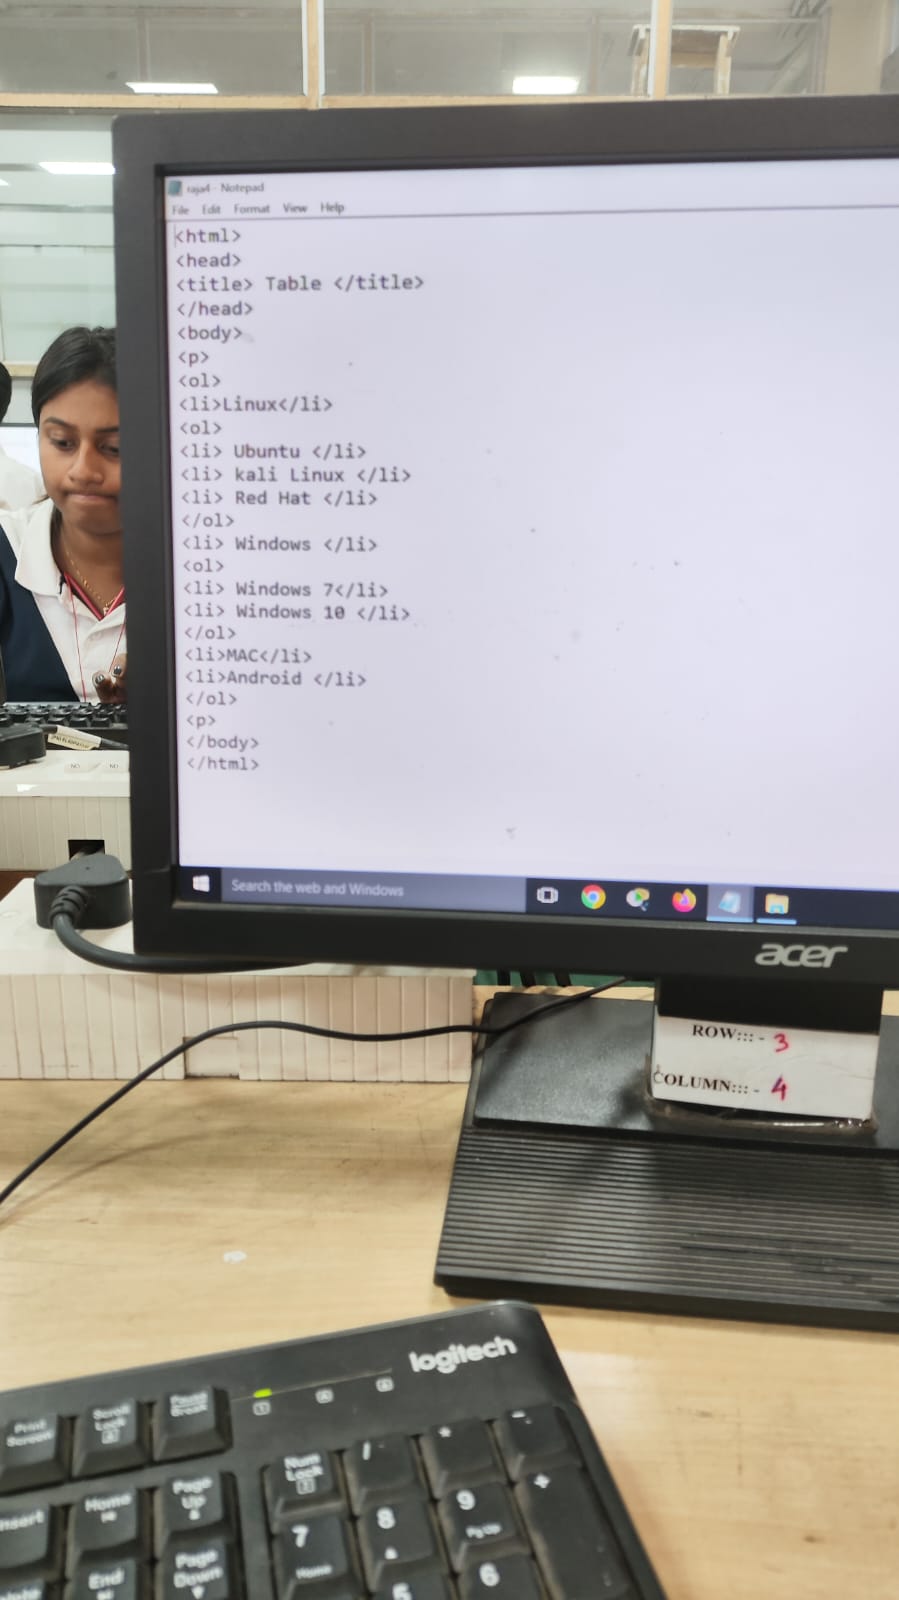 raja4 - Notepad
File Edit Format View Help
<html>
<head>
<title> Table </title>
</head>
<body>
<p>
<ol>
<li>Linux</li>
<ol>
<li> Ubuntu </li>
<li> kali Linux </li>
<li> Red Hat </li>
</ol>
<li> Windows </li>
<ol>
<li> Windows 7</li>
<li> Windows 10 </li>
</ol>
<li>MAC</li>
<li>Android </li>
</ol>
<p>
</body>
</html>
Search the web and Windows
acer
ROW:::- 3
COLUMN:::- 4
logitech
Print Screen
Scroll Lock
Pause Break
Num Lock
/
*
-
+
Insert
Home
Page Up
7 Home
8
9 PgUp
End
Page Down
5
6